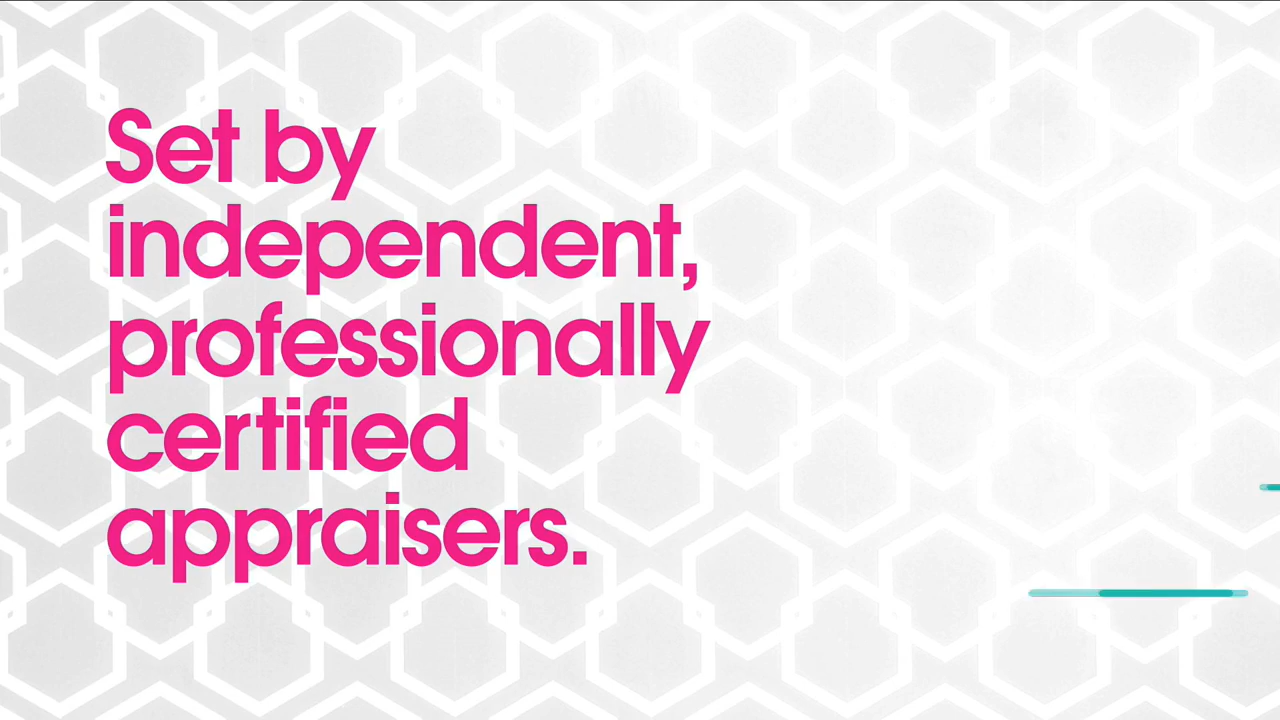 Set by
independent,
professionally
certified
appraisers.